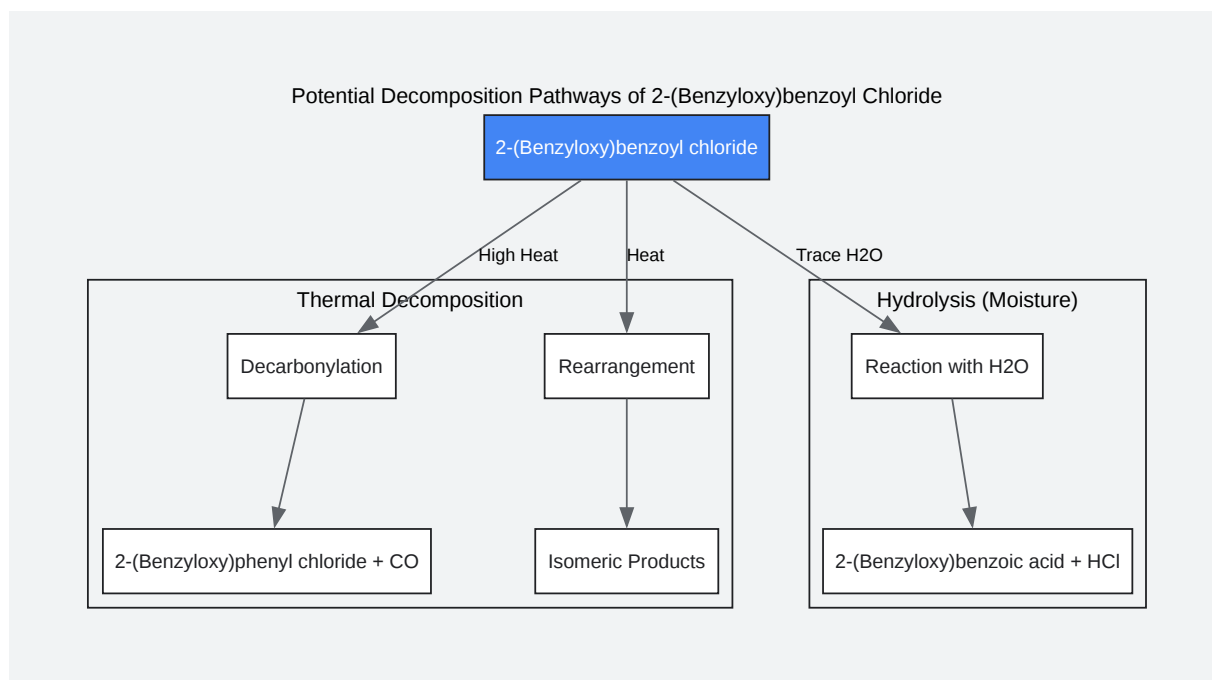 Potential Decomposition Pathways of 2-(Benzyloxy)benzoyl Chloride
2-(Benzyloxy)benzoyl chloride
High Heat
Heat
Trace H2O
Thermal Decomposition
Hydrolysis (Moisture)
Decarbonylation
Rearrangement
Reaction with H2O
2-(Benzyloxy)phenyl chloride + CO
Isomeric Products
2-(Benzyloxy)benzoic acid + HCl